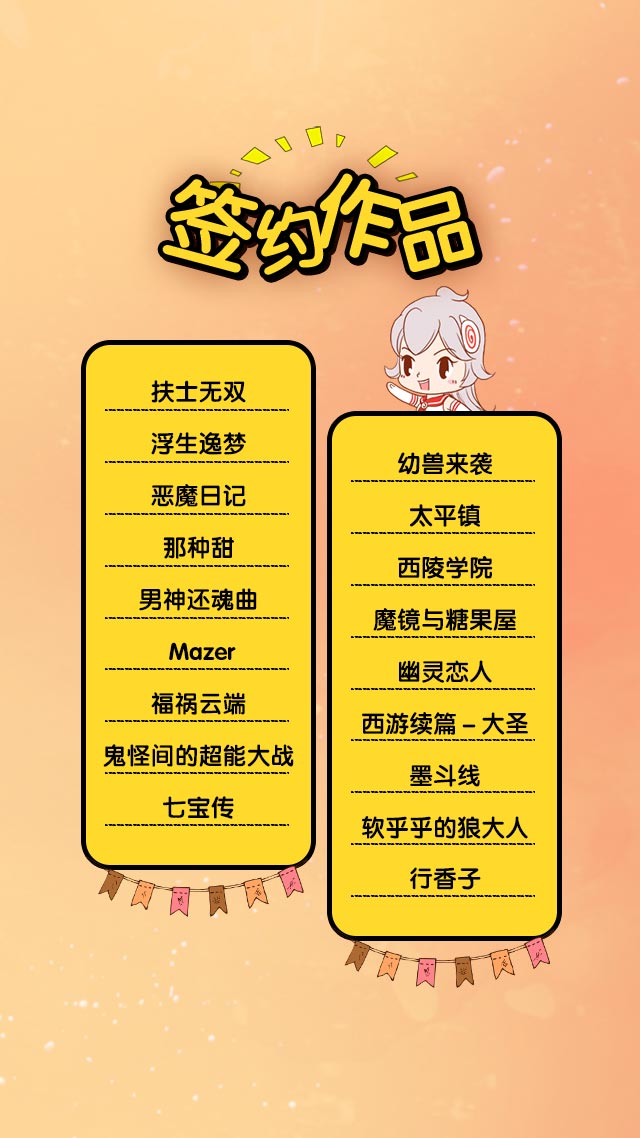 签约作品
扶士无双
浮生逸梦
恶魔日记
那种甜
男神还魂曲
Mazer
福祸云端
鬼怪间的超能大战
七宝传
幼兽来袭
太平镇
西陵学院
魔镜与糖果屋
幽灵恋人
西游续篇 – 大圣
墨斗线
软乎乎的狼大人
行香子